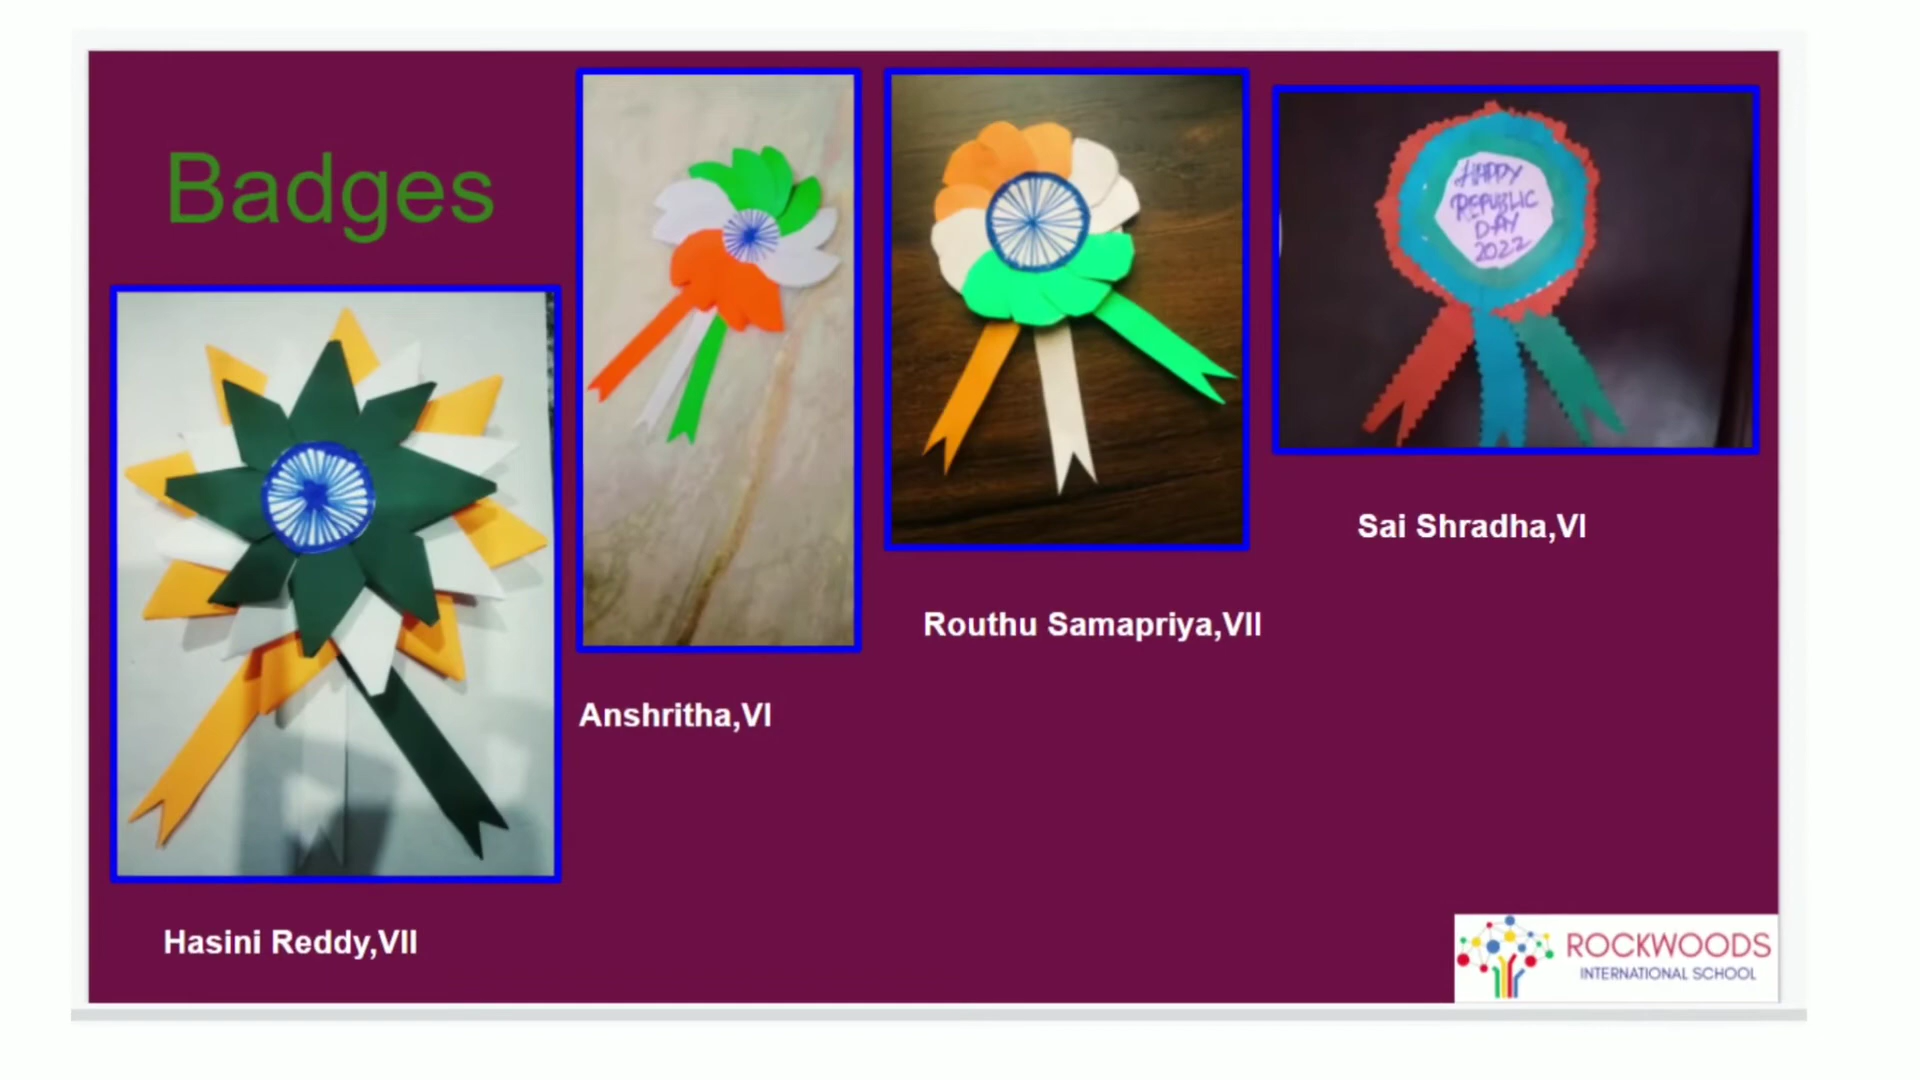 Badges
HAPPY
REPUBLIC
DAY
2022
Sai Shradha,VI
Routhu Samapriya,VII
Anshritha,VI
Hasini Reddy,VII
ROCKWOODS
INTERNATIONAL SCHOOL